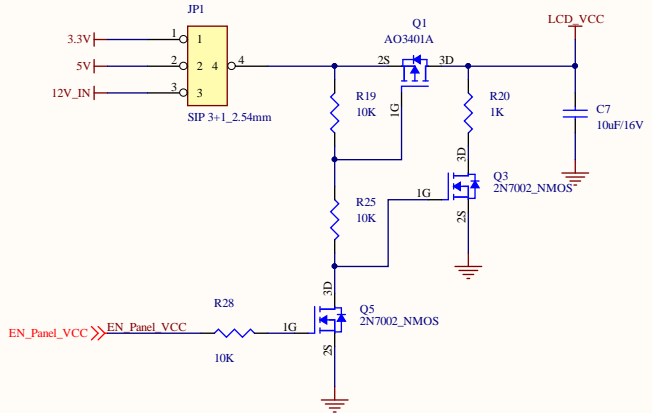 JP1
Q1
LCD_VCC
AO3401A
3.3V
1
1
5V
2
2
4
4
2S
3D
12V_IN
3
3
1G
R19
10K
R20
1K
C7
10uF/16V
SIP 3+1_2.54mm
3D
Q3
2N7002_NMOS
1G
2S
R25
10K
3D
R28
Q5
2N7002_NMOS
EN_Panel_VCC
EN_Panel_VCC
1G
10K
2S